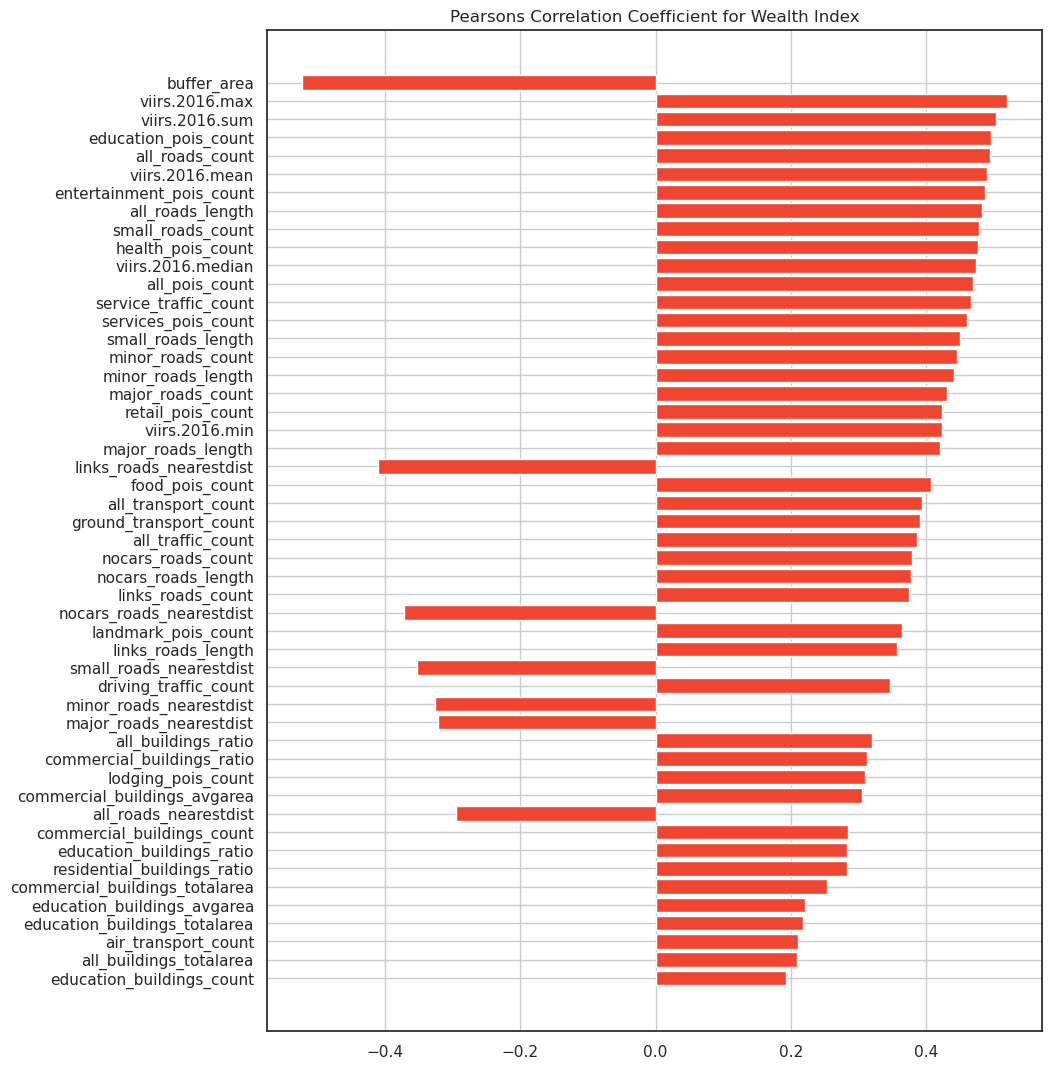 Pearsons Correlation Coefficient for Wealth Index
buffer_area
viirs.2016.max
viirs.2016.sum
education_pois_count
all_roads_count
viirs.2016.mean
entertainment_pois_count
all_roads_length
small_roads_count
health_pois_count
viirs.2016.median
all_pois_count
service_traffic_count
services_pois_count
small_roads_length
minor_roads_count
minor_roads_length
major_roads_count
retail_pois_count
viirs.2016.min
major_roads_length
links_roads_nearestdist
food_pois_count
all_transport_count
ground_transport_count
all_traffic_count
nocars_roads_count
nocars_roads_length
links_roads_count
nocars_roads_nearestdist
landmark_pois_count
links_roads_length
small_roads_nearestdist
driving_traffic_count
minor_roads_nearestdist
major_roads_nearestdist
all_buildings_ratio
commercial_buildings_ratio
lodging_pois_count
commercial_buildings_avgarea
all_roads_nearestdist
commercial_buildings_count
education_buildings_ratio
residential_buildings_ratio
commercial_buildings_totalarea
education_buildings_avgarea
education_buildings_totalarea
air_transport_count
all_buildings_totalarea
education_buildings_count
−0.4 −0.2 0.0 0.2 0.4